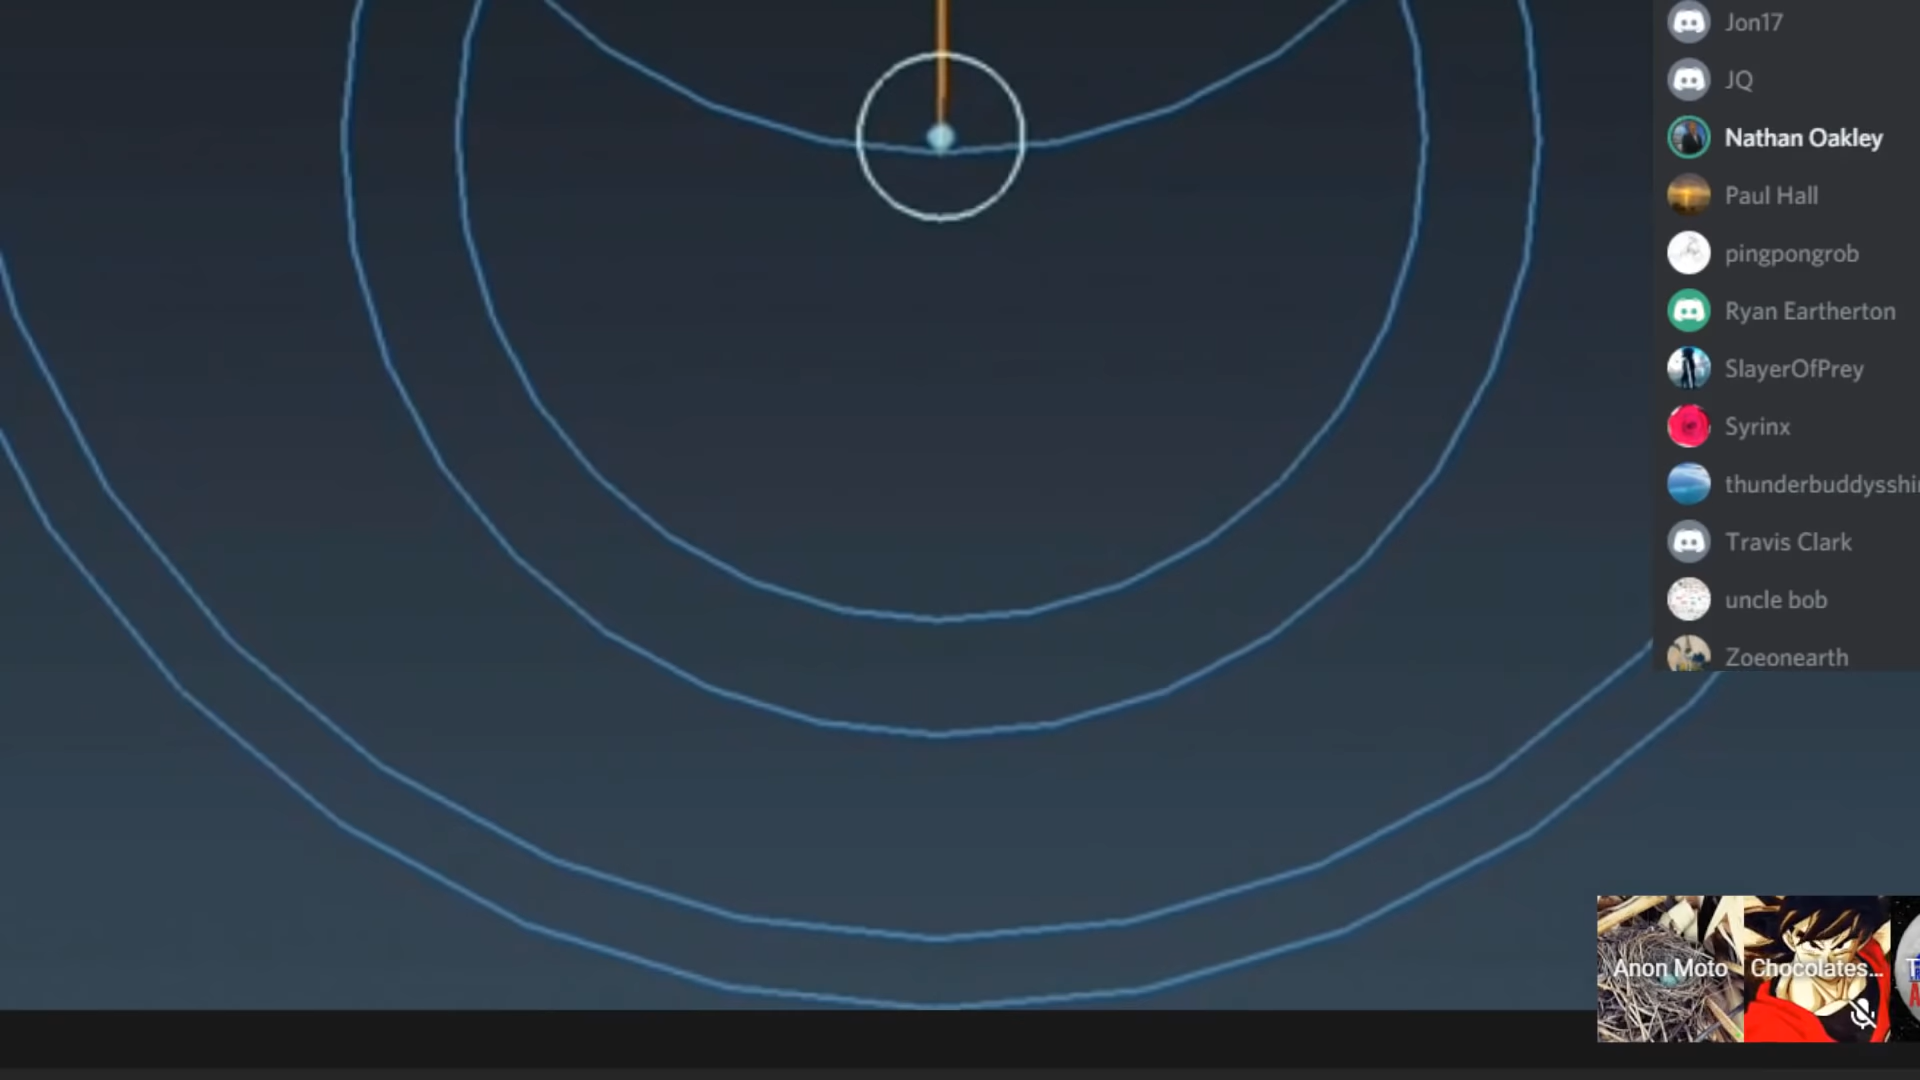 Jon17
JQ
Nathan Oakley
Paul Hall
pingpongrob
Ryan Eartherton
SlayerOfPrey
Syrinx
thunderbuddysshi
Travis Clark
uncle bob
Zoeonearth
Anon Moto
Chocolates...